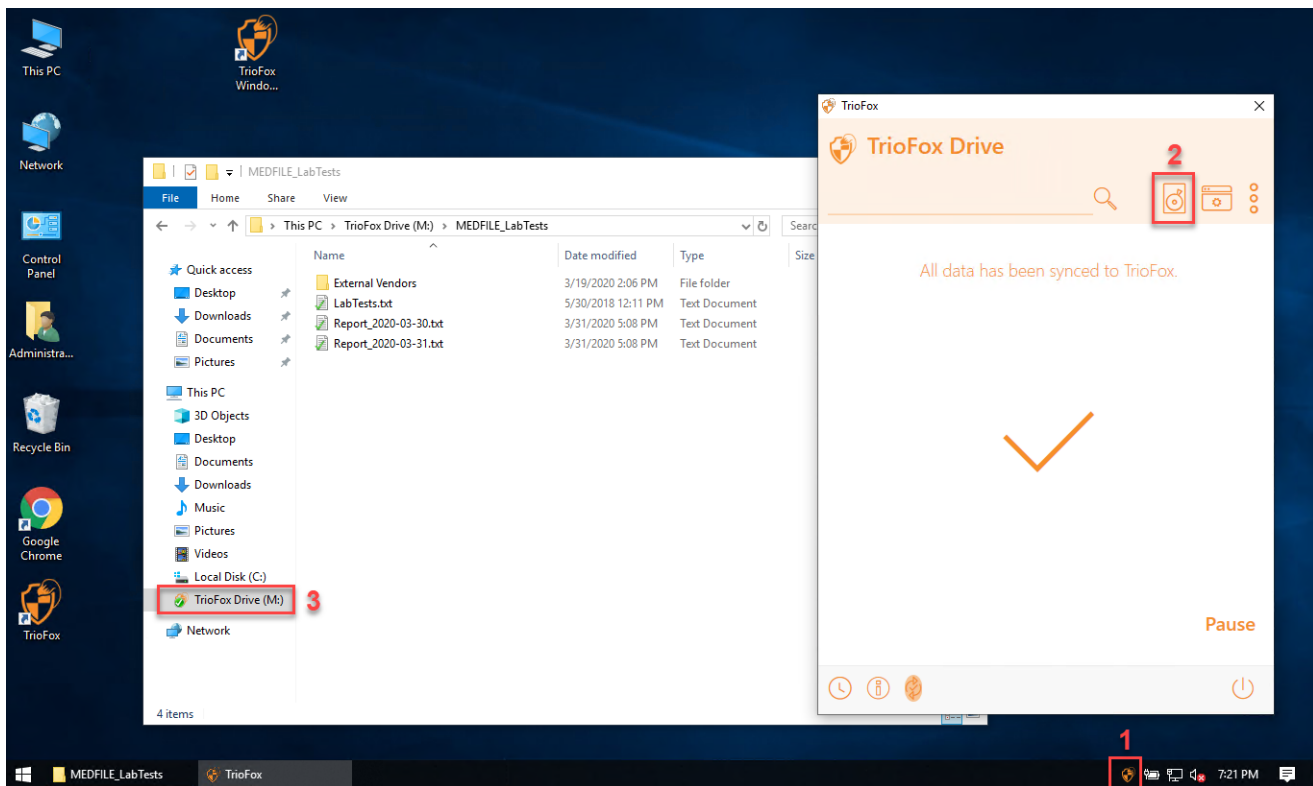 This PC
TrioFox
Windo...
Network
Control
Panel
Administra...
Recycle Bin
Google
Chrome
TrioFox
MEDFILE_LabTests
File Home Share View
This PC > TrioFox Drive (M:) > MEDFILE_LabTests
Searc
Name Date modified Type Size
External Vendors 3/19/2020 2:06 PM File folder
LabTests.txt 5/30/2018 12:11 PM Text Document
Report_2020-03-30.txt 3/31/2020 5:08 PM Text Document
Report_2020-03-31.txt 3/31/2020 5:08 PM Text Document
Quick access
Desktop
Downloads
Documents
Pictures
This PC
3D Objects
Desktop
Documents
Downloads
Music
Pictures
Videos
Local Disk (C:)
TrioFox Drive (M:)
3
Network
4 items
TrioFox
TrioFox Drive
2
All data has been synced to TrioFox.
Pause
1
MEDFILE_LabTests
TrioFox
7:21 PM